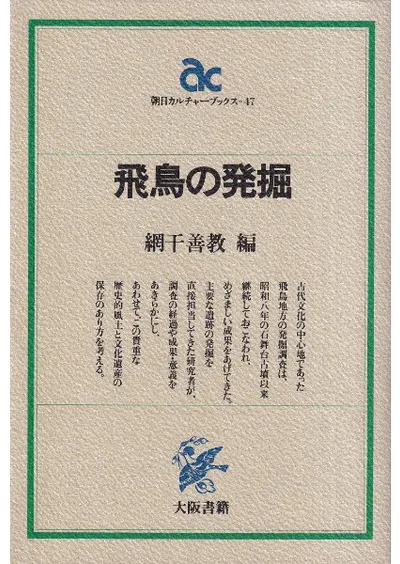 ac
朝日カルチャーブックス-47
飛鳥の発掘
網干善教 編
古代文化の中心地であった
飛鳥地方の発掘調査は、
昭和八年の石舞台古墳以来
継続しておこなわれ、
めざましい成果をあげてきた。
主要な遺跡の発掘を
直接担当してきた研究者が、
調査の経過や成果・意義を
あきらかにし、
あわせて、この貴重な
歴史的風土と文化遺産の
保存のあり方を考える。
大阪書籍